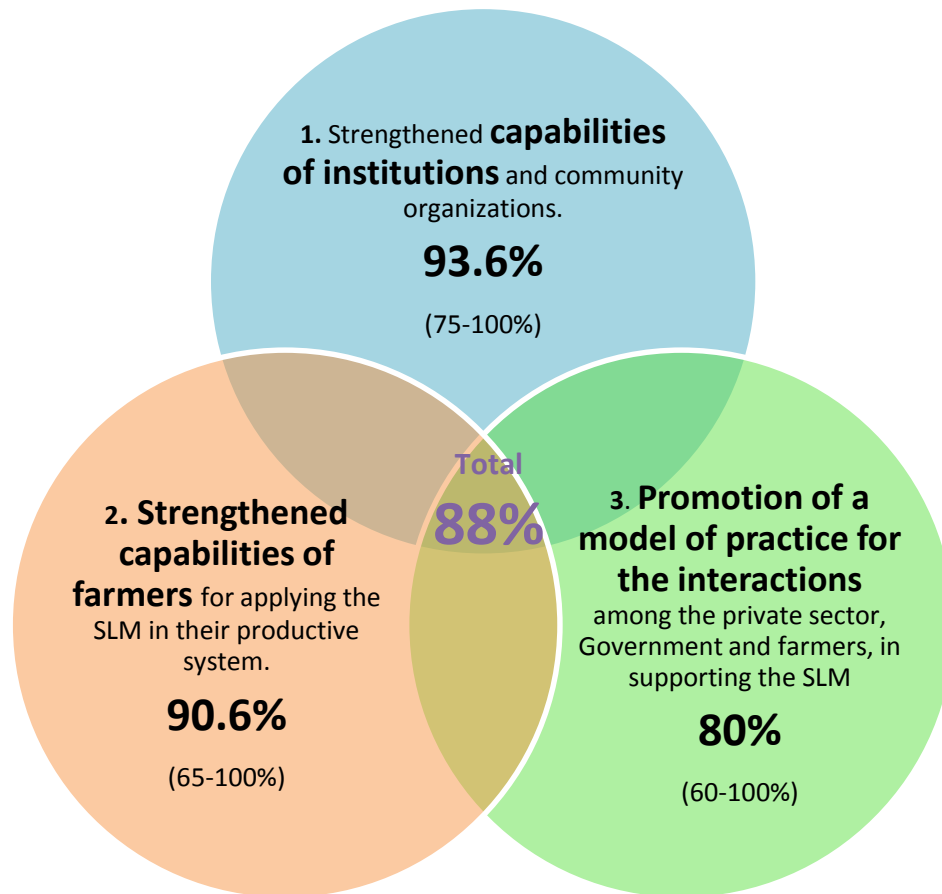 1. Strengthened capabilities
of institutions and community
organizations.
93.6%
(75-100%)
Total
88%
2. Strengthened
capabilities of
farmers for applying the
SLM in their productive
system.
90.6%
(65-100%)
3. Promotion of a
model of practice for
the interactions
among the private sector,
Government and farmers, in
supporting the SLM
80%
(60-100%)